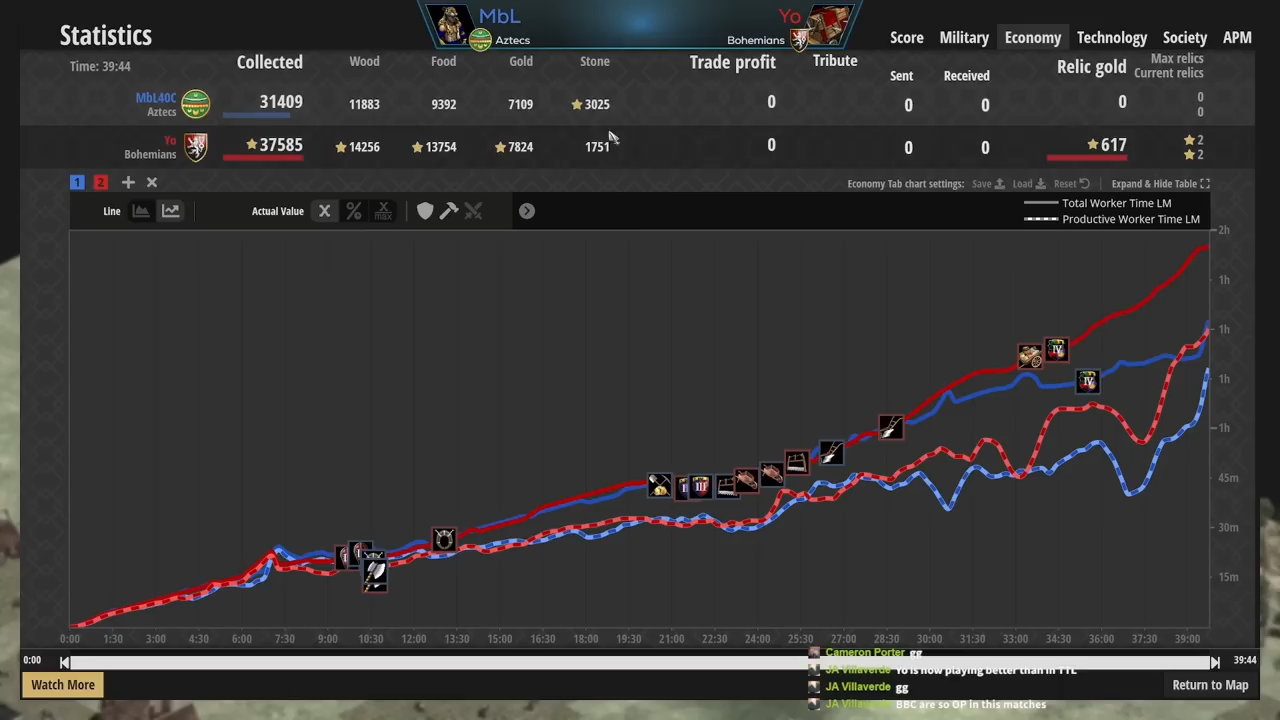 MbL
Aztecs
Yo
Bohemians
Statistics
Score Military Economy Technology Society APM
Time: 39:44
Collected Wood Food Gold Stone Trade profit Tribute Sent Received Relic gold Max relics
Current relics
MbL40C
Aztecs
31409 11883 9392 7109 3025 0 0 0 0 0
0
Yo
Bohemians
37585 14256 13754 7824 1751 0 0 0 617 2
2
1 2
Economy Tab chart settings: Save Load Reset Expand & Hide Table
Line Actual Value X % X max
Total Worker Time LM
Productive Worker Time LM
2h
1h
1h
1h
1h
45m
30m
15m
I I III IV IV
0:00 1:30 3:00 4:30 6:00 7:30 9:00 10:30 12:00 13:30 15:00 16:30 18:00 19:30 21:00 22:30 24:00 25:30 27:00 28:30 30:00 31:30 33:00 34:30 36:00 37:30 39:00
0:00 39:44
Cameron Porter gg
JA Villaverde Yo is now playing better than in TTL
JA Villaverde gg
JA Villaverde BBC are so OP in this matches
Watch More
Return to Map